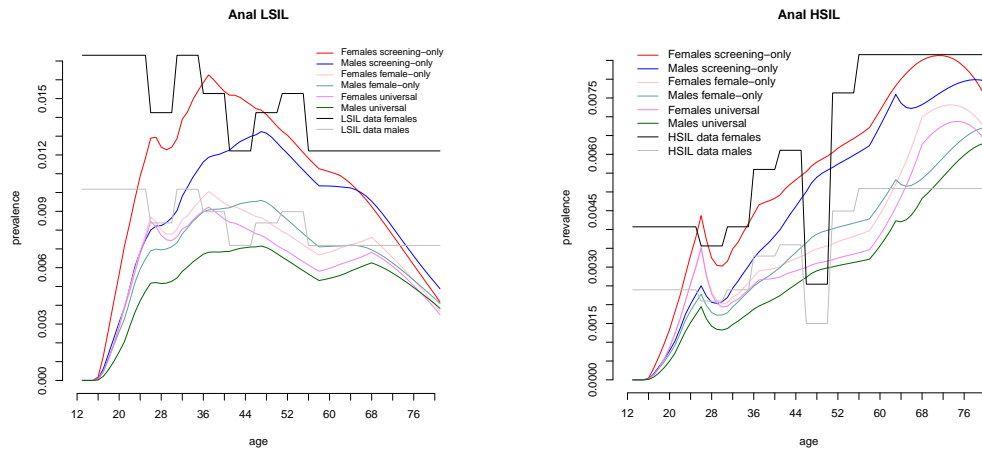 Anal LSIL
Females screening−only
Males screening−only
Females female−only
Males female−only
Females universal
Males universal
LSIL data females
LSIL data males
prevalence
0.000
0.003
0.006
0.009
0.012
0.015
12 20 28 36 44 52 60 68 76
age
Anal HSIL
Females screening−only
Males screening−only
Females female−only
Males female−only
Females universal
Males universal
HSIL data females
HSIL data males
prevalence
0.0000
0.0015
0.0030
0.0045
0.0060
0.0075
12 20 28 36 44 52 60 68 76
age